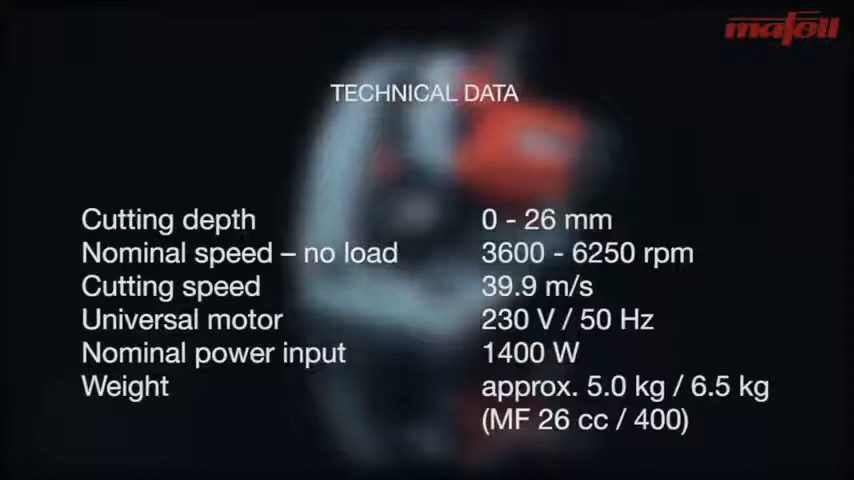 mafell
TECHNICAL DATA
Cutting depth 0 - 26 mm
Nominal speed – no load 3600 - 6250 rpm
Cutting speed 39.9 m/s
Universal motor 230 V / 50 Hz
Nominal power input 1400 W
Weight approx. 5.0 kg / 6.5 kg
(MF 26 cc / 400)